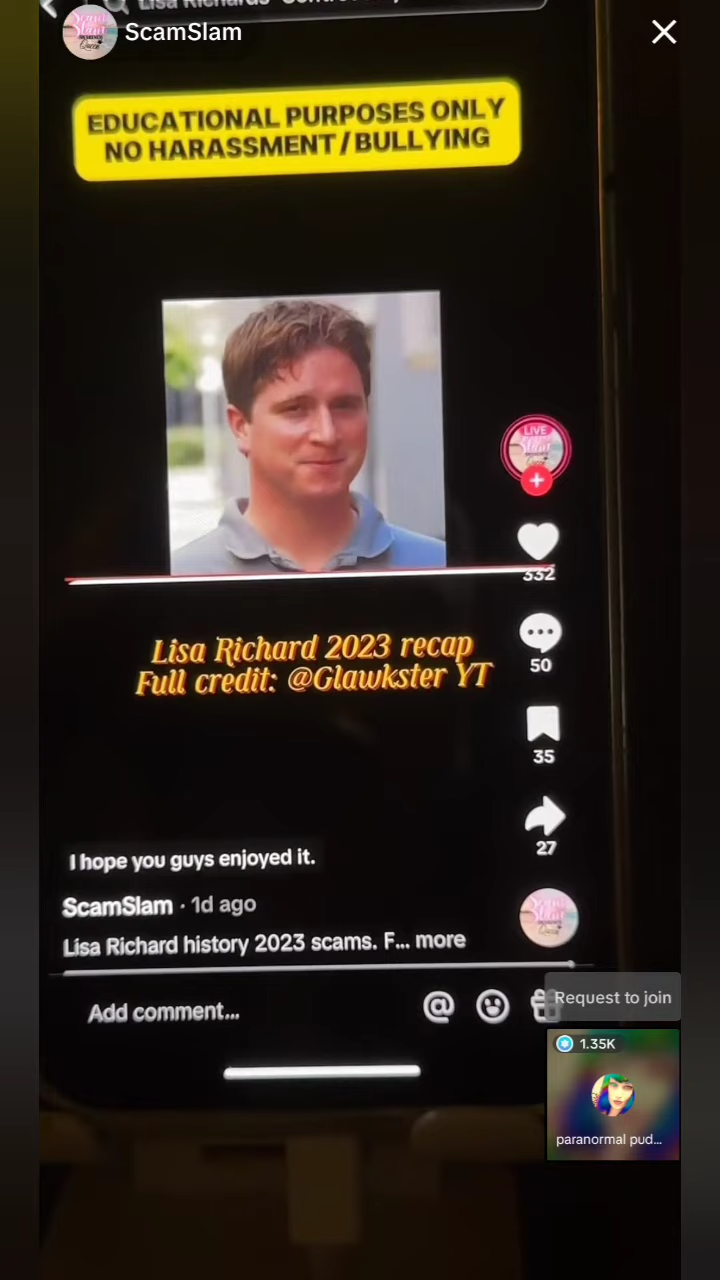 ScamSlam
EDUCATIONAL PURPOSES ONLY
NO HARASSMENT/BULLYING
LIVE
332
Lisa Richard 2023 recap
Full credit: @Glawkster YT
50
35
27
I hope you guys enjoyed it.
ScamSlam · 1d ago
Lisa Richard history 2023 scams. F... more
Add comment...
Request to join
1.35K
paranormal pud...